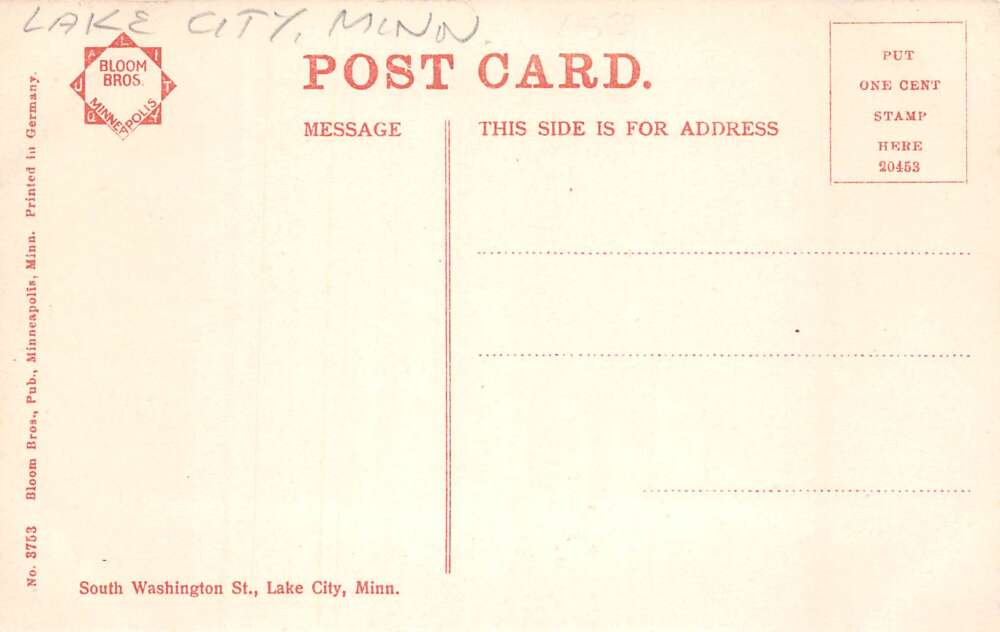 LAKE CITY, MINN.
QUALITY
BLOOM
BROS.
MINNEAPOLIS
POST CARD.
MESSAGE
THIS SIDE IS FOR ADDRESS
PUT
ONE CENT
STAMP
HERE
20453
No. 3753 Bloom Bros., Pub., Minneapolis, Minn. Printed in Germany.
South Washington St., Lake City, Minn.